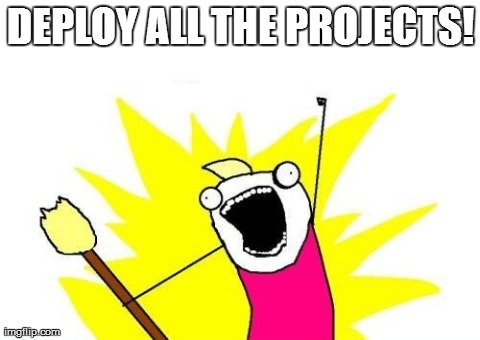 DEPLOY ALL THE PROJECTS!
imgflip.com